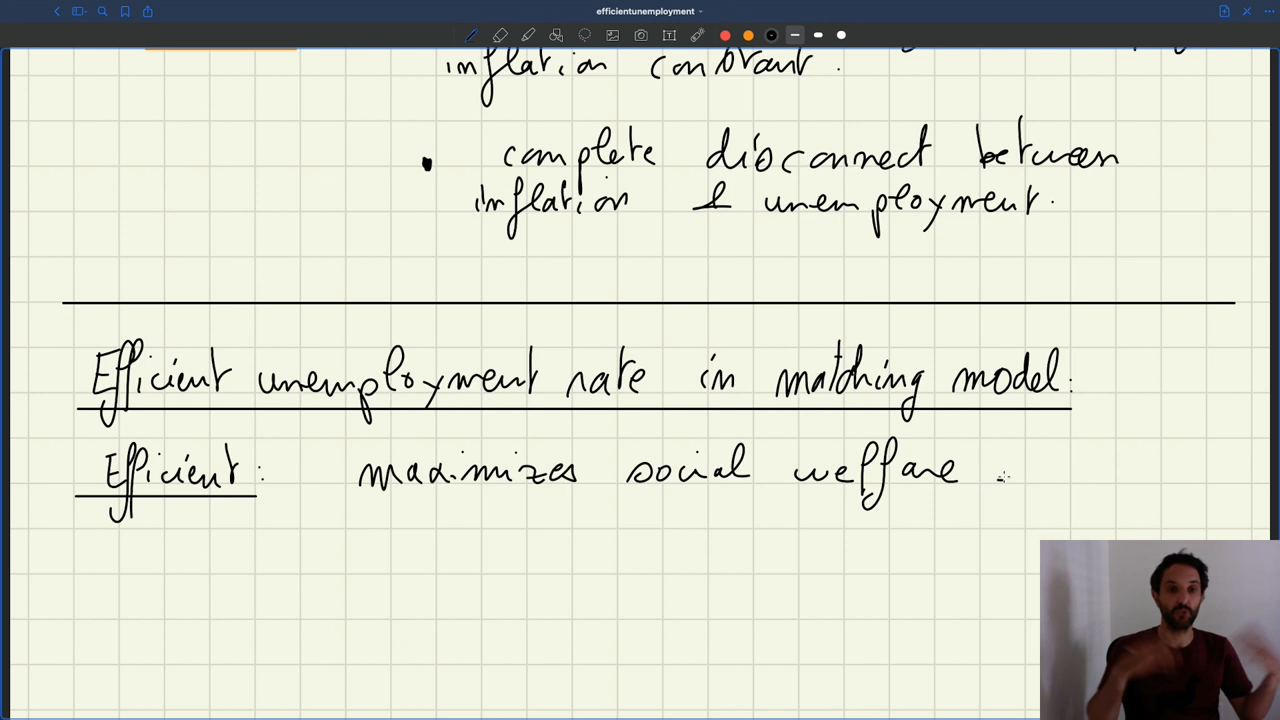 efficientunemployment
inflation constant.
• complete disconnect between
inflation & unemployment.
Efficient unemployment rate in matching model:
Efficient: maximizes social welfare